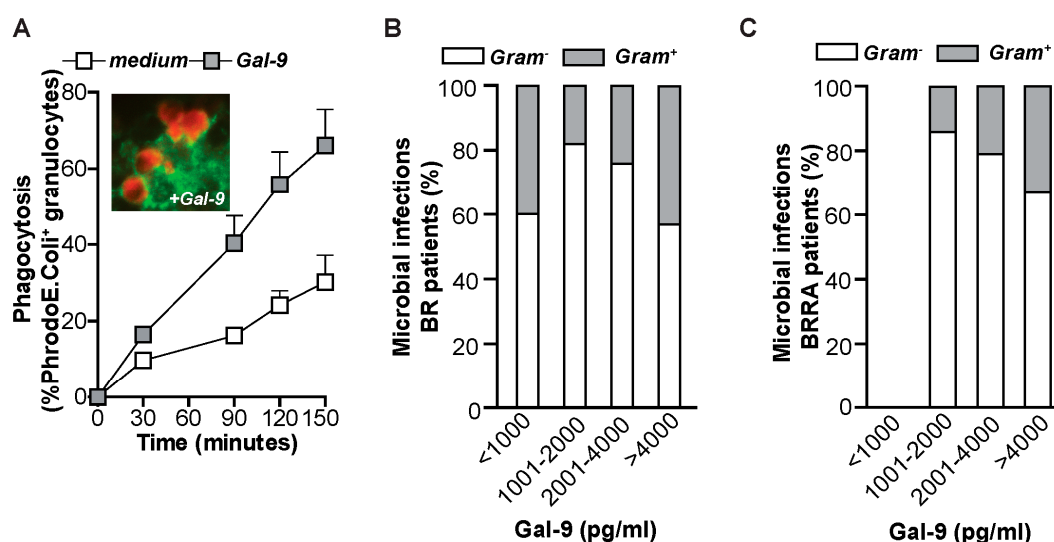 A
medium
Gal-9
Phagocytosis
(%PhrodoE.Coli⁺ granulocytes)
80
60
40
20
0
+Gal-9
0 30 60 90 120 150
Time (minutes)
B
Gram⁻
Gram⁺
Microbial infections
BR patients (%)
100
80
60
40
20
0
<1000
1001-2000
2001-4000
>4000
Gal-9 (pg/ml)
C
Gram⁻
Gram⁺
Microbial infections
BRRA patients (%)
100
80
60
40
20
0
<1000
1001-2000
2001-4000
>4000
Gal-9 (pg/ml)